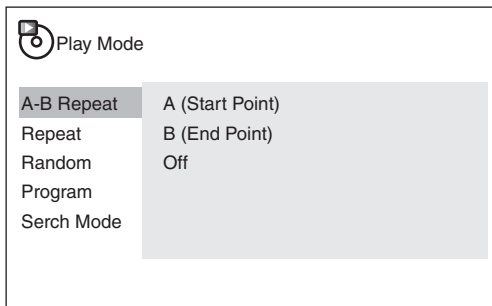 Play Mode
A-B Repeat
Repeat
Random
Program
Serch Mode
A (Start Point)
B (End Point)
Off